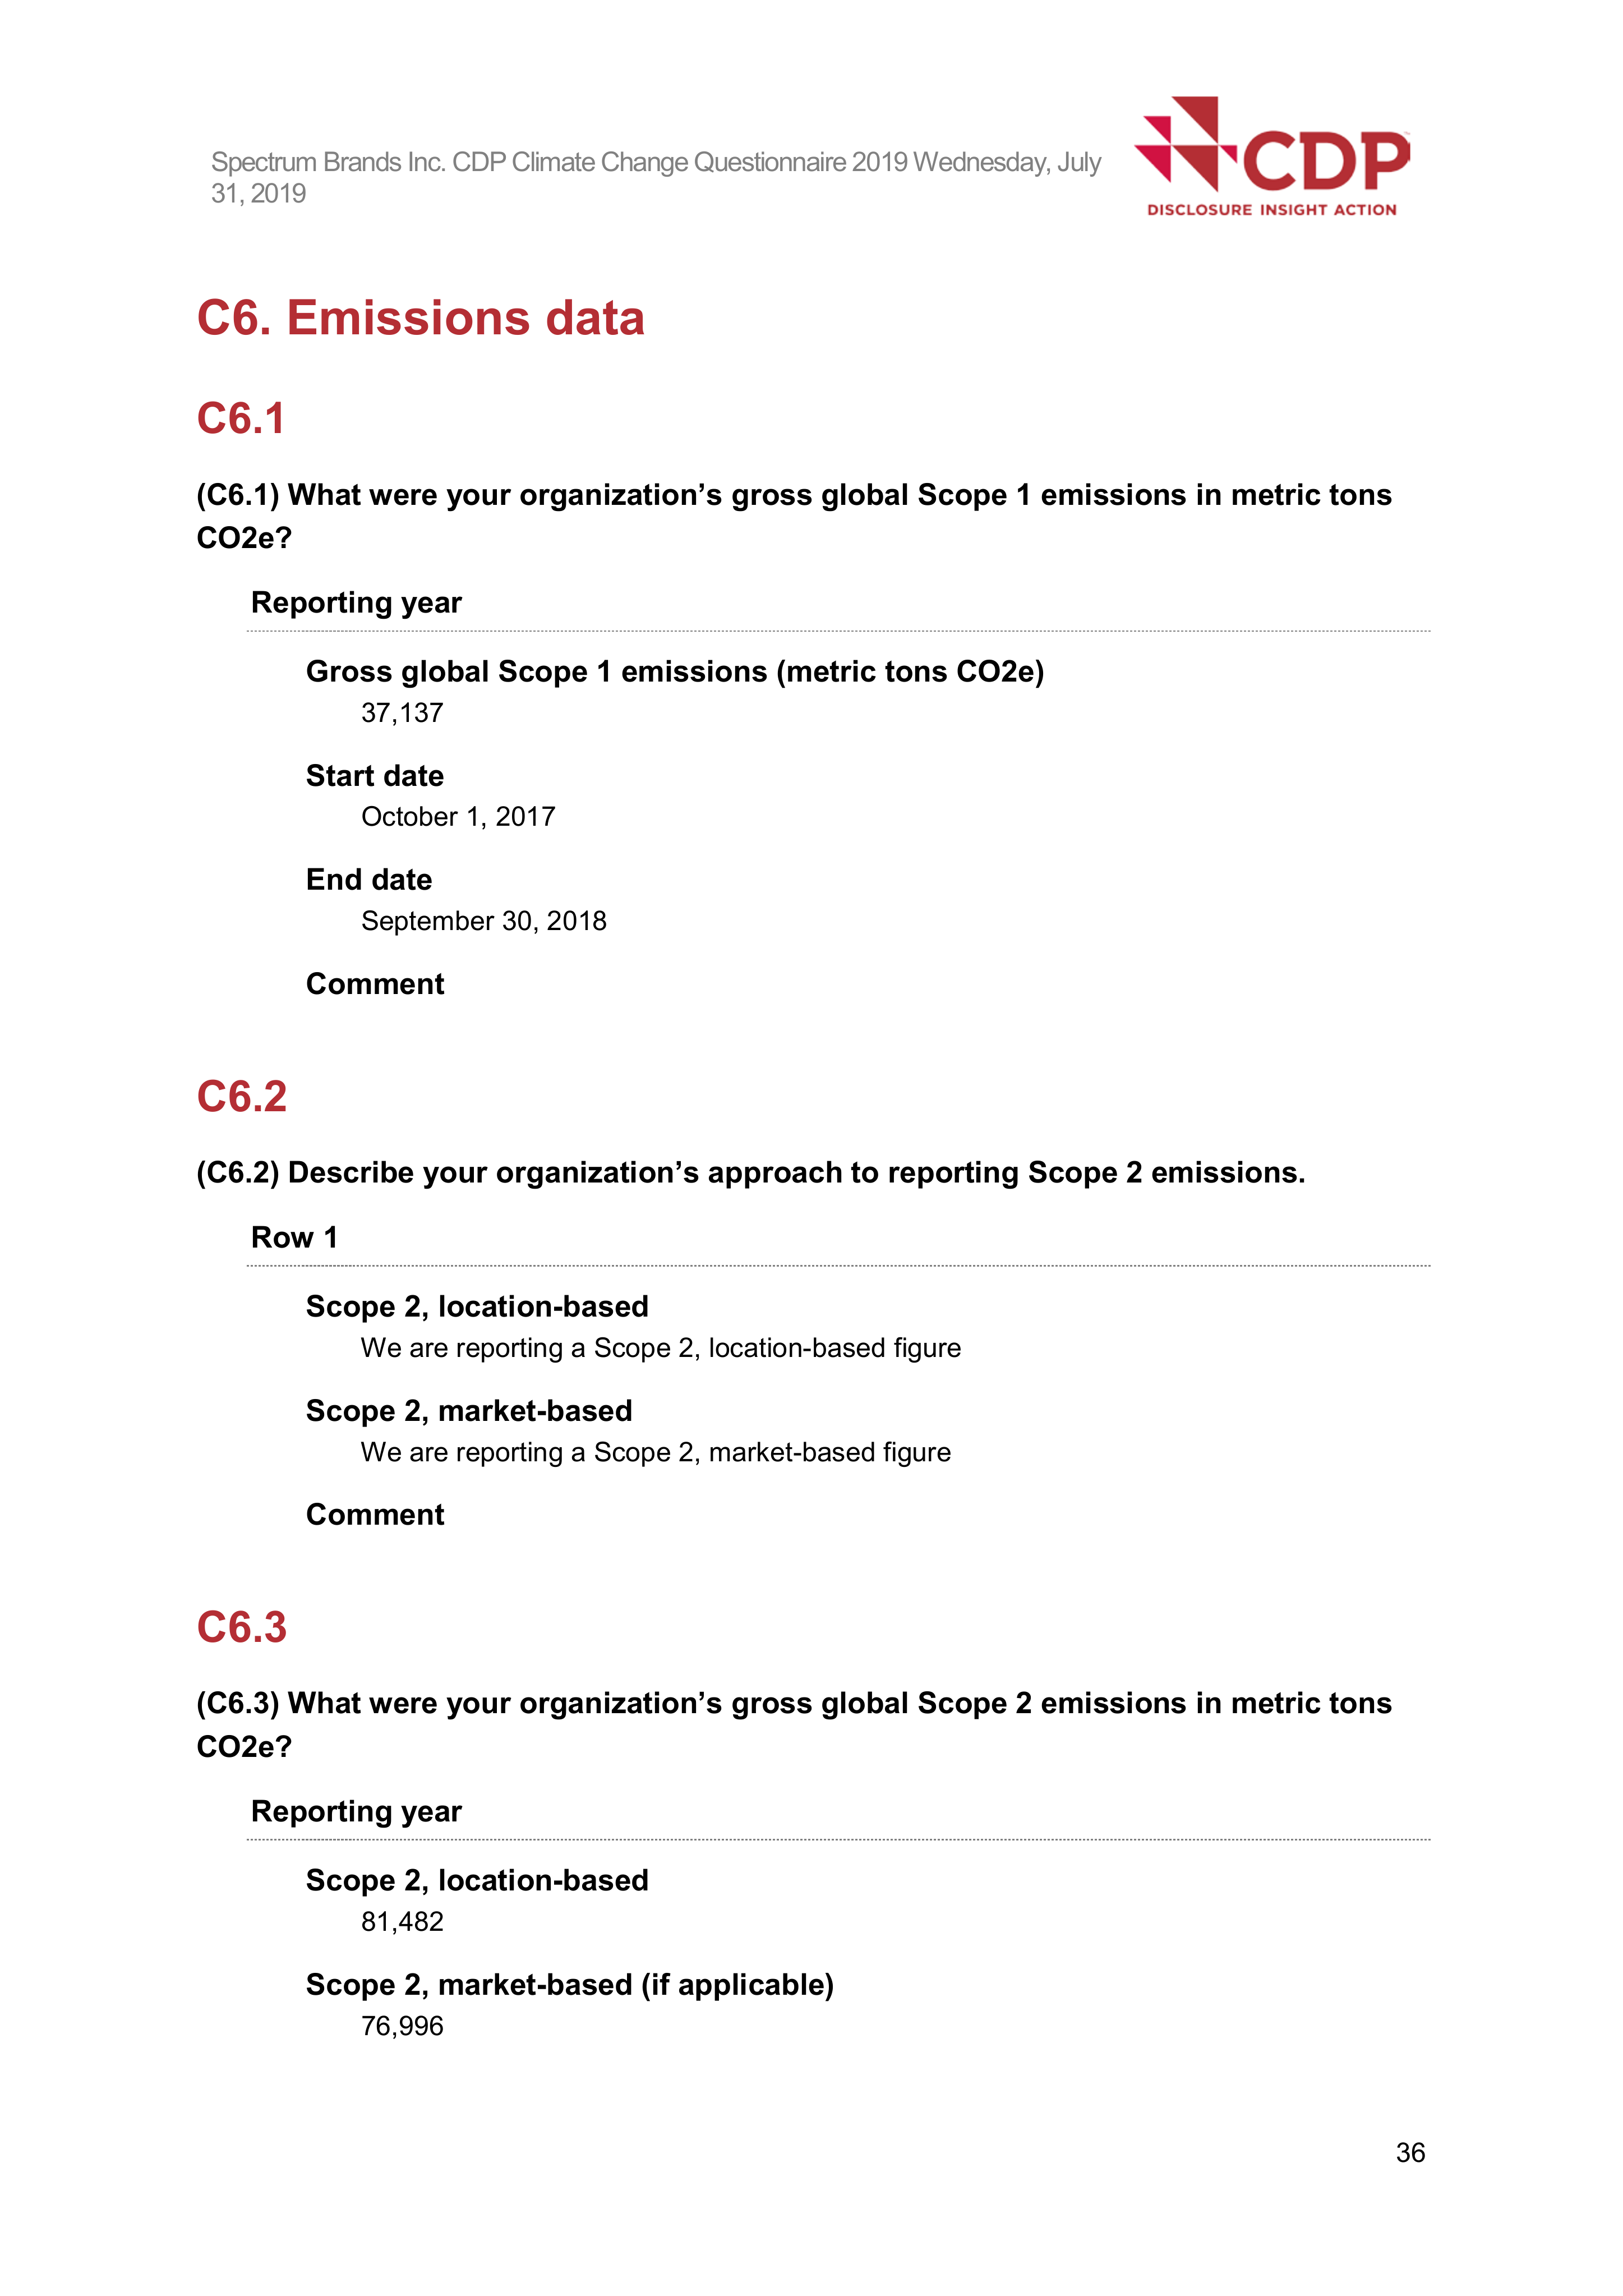 Spectrum Brands Inc. CDP Climate Change Questionnaire 2019 Wednesday, July
31, 2019
CDP
DISCLOSURE INSIGHT ACTION
C6. Emissions data
C6.1
(C6.1) What were your organization’s gross global Scope 1 emissions in metric tons
CO2e?
Reporting year
Gross global Scope 1 emissions (metric tons CO2e)
37,137
Start date
October 1, 2017
End date
September 30, 2018
Comment
C6.2
(C6.2) Describe your organization’s approach to reporting Scope 2 emissions.
Row 1
Scope 2, location-based
We are reporting a Scope 2, location-based figure
Scope 2, market-based
We are reporting a Scope 2, market-based figure
Comment
C6.3
(C6.3) What were your organization’s gross global Scope 2 emissions in metric tons
CO2e?
Reporting year
Scope 2, location-based
81,482
Scope 2, market-based (if applicable)
76,996
36